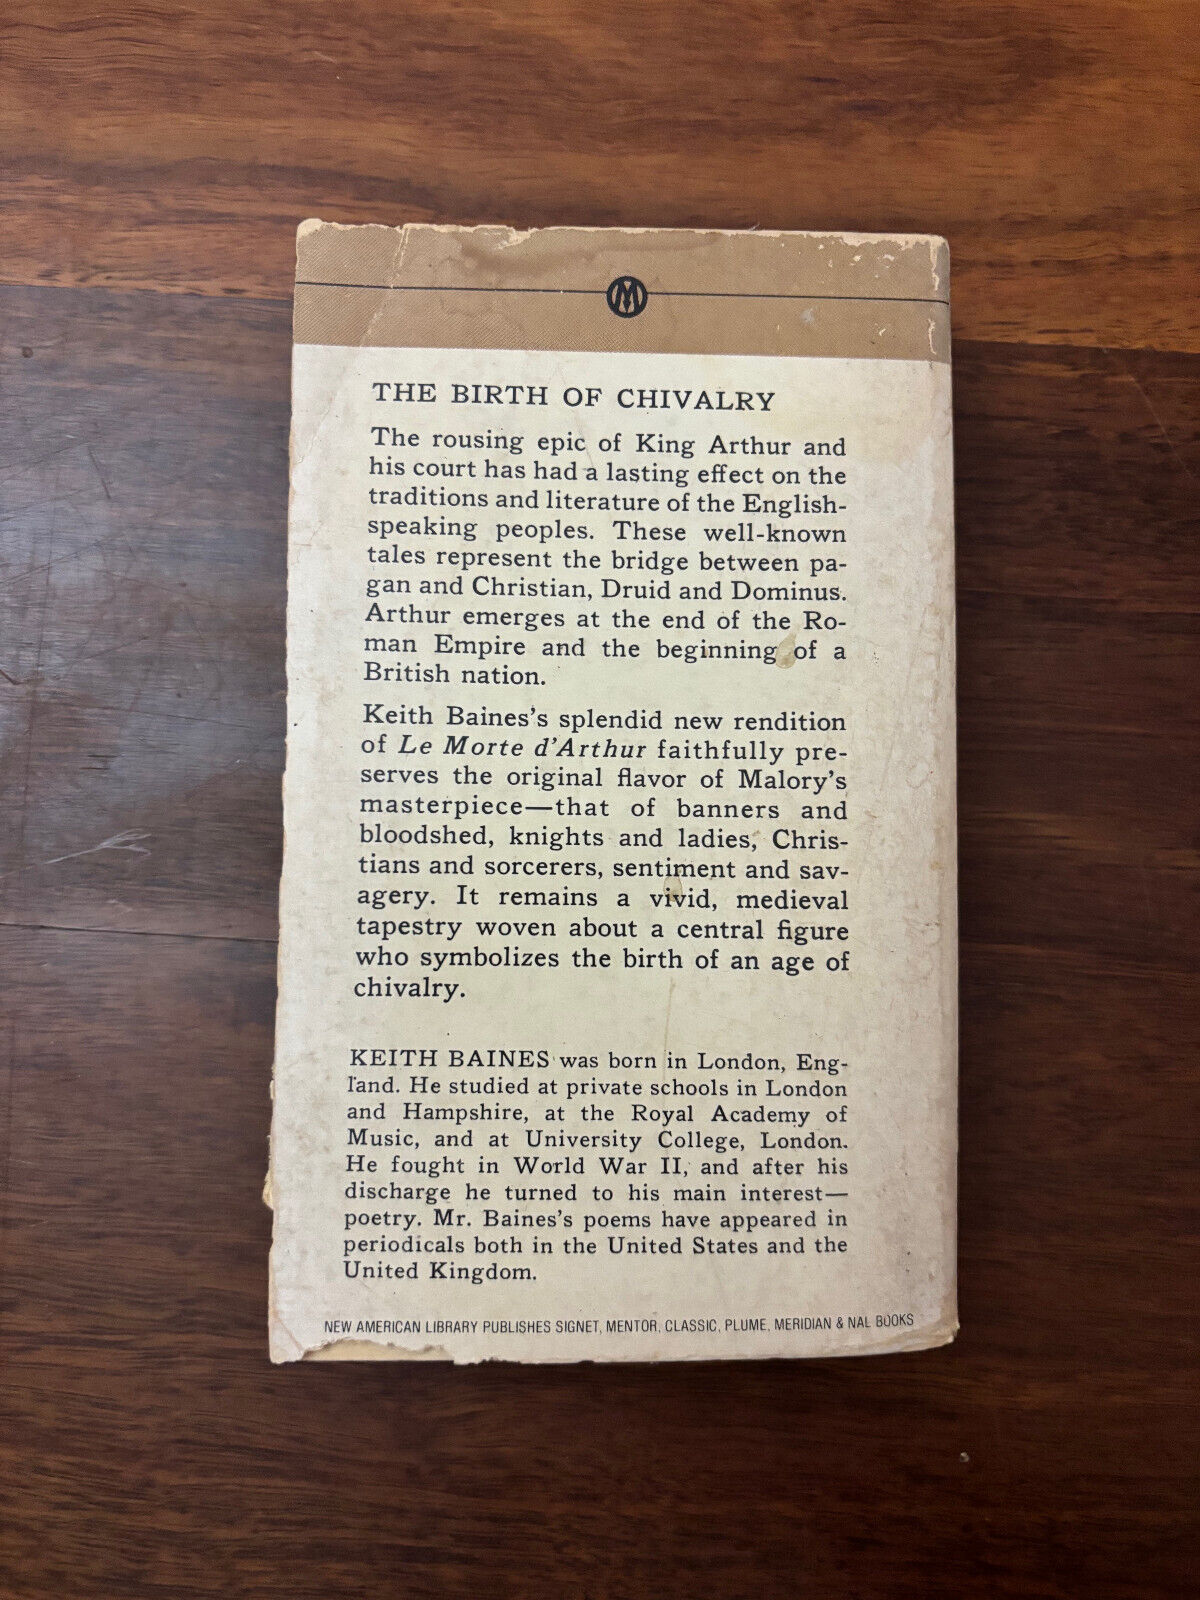 M
THE BIRTH OF CHIVALRY
The rousing epic of King Arthur and
his court has had a lasting effect on the
traditions and literature of the English-
speaking peoples. These well-known
tales represent the bridge between pa-
gan and Christian, Druid and Dominus.
Arthur emerges at the end of the Ro-
man Empire and the beginning of a
British nation.
Keith Baines's splendid new rendition
of Le Morte d'Arthur faithfully pre-
serves the original flavor of Malory's
masterpiece—that of banners and
bloodshed, knights and ladies, Chris-
tians and sorcerers, sentiment and sav-
agery. It remains a vivid, medieval
tapestry woven about a central figure
who symbolizes the birth of an age of
chivalry.
KEITH BAINES was born in London, Eng-
land. He studied at private schools in London
and Hampshire, at the Royal Academy of
Music, and at University College, London.
He fought in World War II, and after his
discharge he turned to his main interest—
poetry. Mr. Baines's poems have appeared in
periodicals both in the United States and the
United Kingdom.
NEW AMERICAN LIBRARY PUBLISHES SIGNET, MENTOR, CLASSIC, PLUME, MERIDIAN & NAL BOOKS